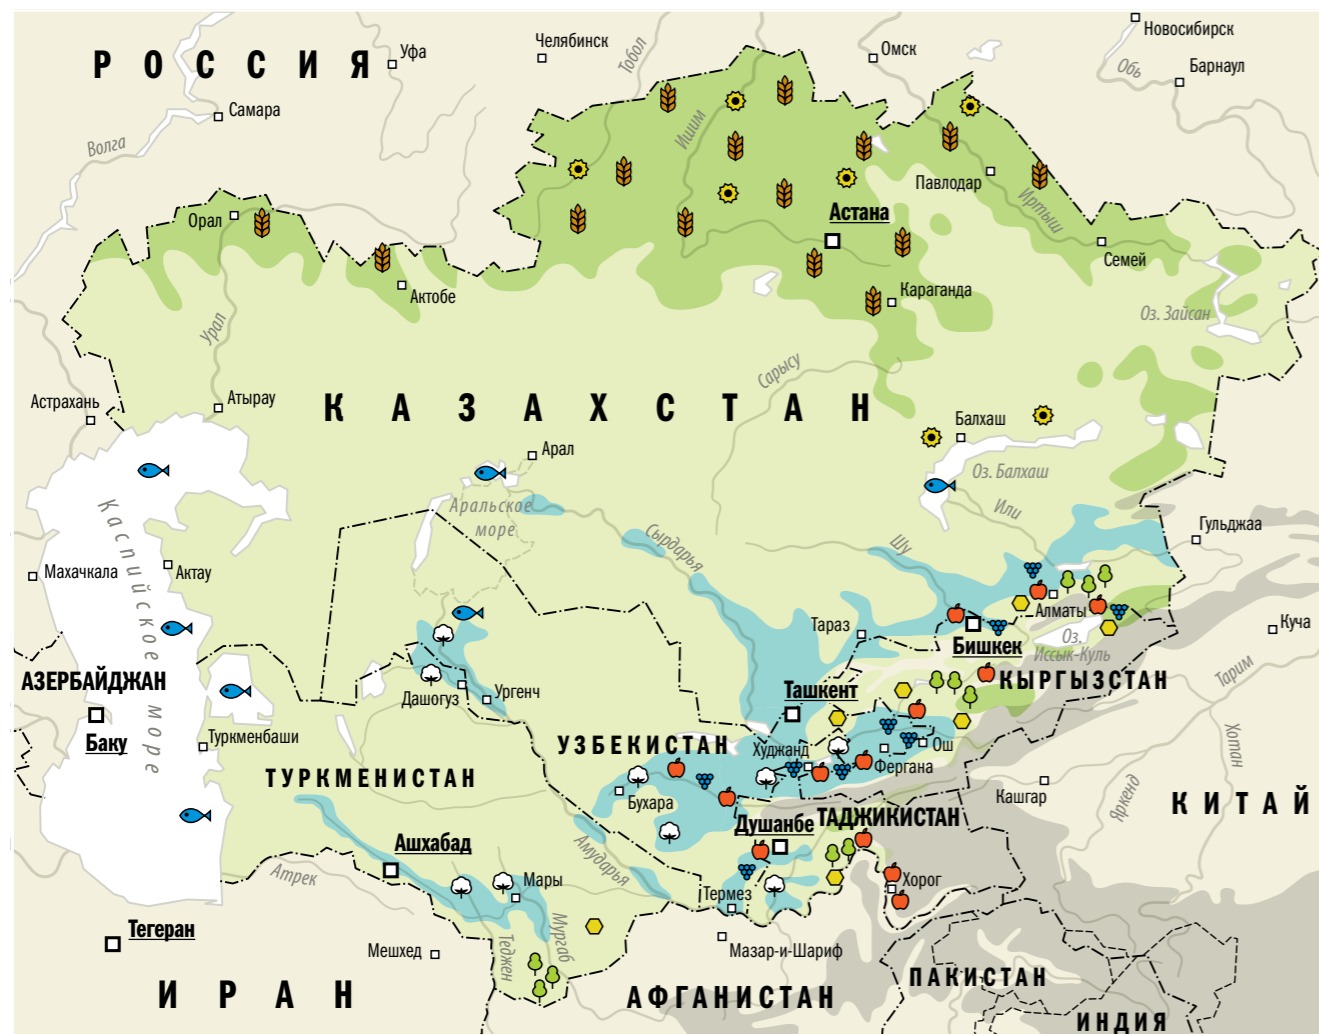 РОССИЯ
Уфа
Челябинск
Тобол
Омск
Новосибирск
Обь
Барнаул
Самара
Волга
Ишим
Павлодар
Иртыш
Орал
Астана
Семей
Актобе
Караганда
Оз. Зайсан
Урал
Сарысу
Астрахань
Атырау
КАЗАХСТАН
Балхаш
Арал
Оз. Балхаш
Каспийское море
Аральское
море
Или
Сырдарья
Шу
Гульджаа
Махачкала
Актау
Алматы
Тараз
Бишкек
Оз.
Иссык-Куль
Куча
АЗЕРБАЙДЖАН
Дашогуз
Ургенч
Ташкент
КЫРГЫЗСТАН
Тарим
Баку
Туркменбаши
УЗБЕКИСТАН
Худжанд
Ош
Фергана
Хотан
ТУРКМЕНИСТАН
Бухара
Кашгар
Яркенд
КИТАЙ
Душанбе
ТАДЖИКИСТАН
Ашхабад
Амударья
Атрек
Мары
Термез
Хорог
Тегеран
Мешхед
Теджен
Мургаб
Мазар-и-Шариф
ПАКИСТАН
ИРАН
АФГАНИСТАН
ИНДИЯ